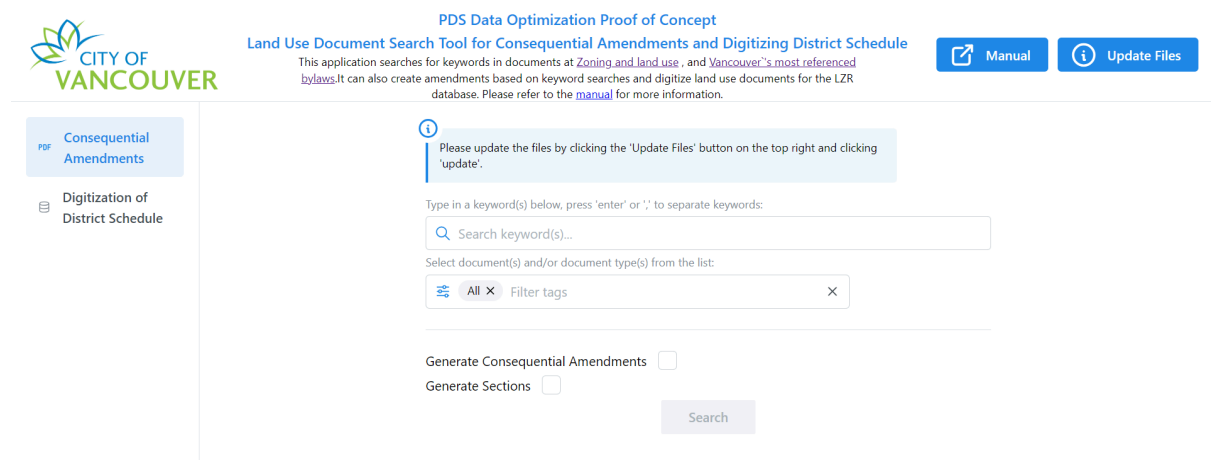 CITY OF
VANCOUVER
PDS Data Optimization Proof of Concept
Land Use Document Search Tool for Consequential Amendments and Digitizing District Schedule
This application searches for keywords in documents at Zoning and land use , and Vancouver`'s most referenced
bylaws.It can also create amendments based on keyword searches and digitize land use documents for the LZR
database. Please refer to the manual for more information.
Manual
Update Files
PDF
Consequential
Amendments
Digitization of
District Schedule
Please update the files by clicking the 'Update Files' button on the top right and clicking
'update'.
Type in a keyword(s) below, press 'enter' or ',' to separate keywords:
Search keyword(s)...
Select document(s) and/or document type(s) from the list:
All
Filter tags
Generate Consequential Amendments
Generate Sections
Search